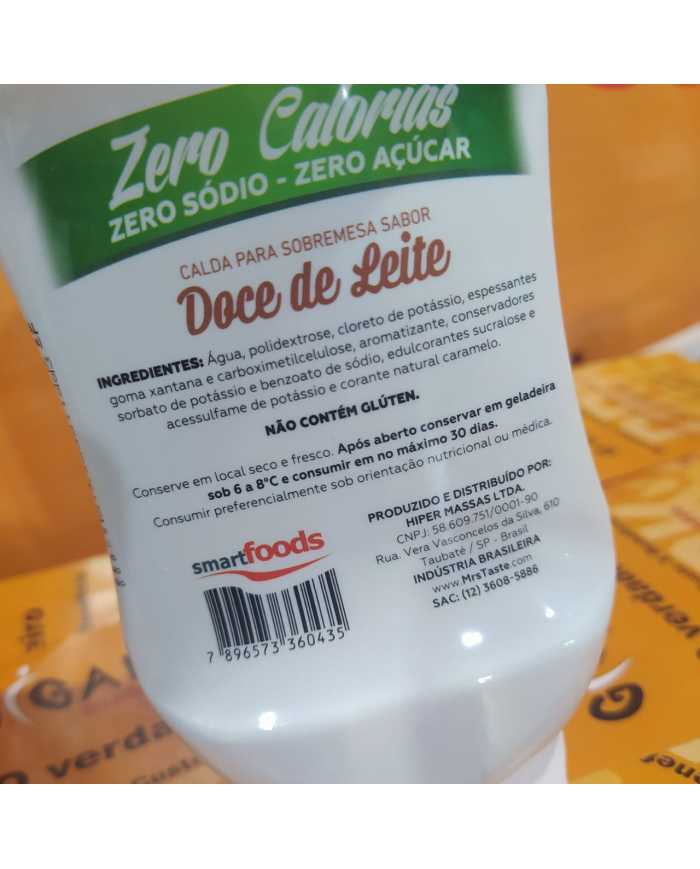 Zero Calorias
ZERO SÓDIO - ZERO AÇÚCAR
CALDA PARA SOBREMESA SABOR
Doce de Leite
INGREDIENTES: Água, polidextrose, cloreto de potássio, espessantes
goma xantana e carboximetilcelulose, aromatizante, conservadores
sorbato de potássio e benzoato de sódio, edulcorantes sucralose e
acessulfame de potássio e corante natural caramelo.
NÃO CONTÉM GLÚTEN.
Conserve em local seco e fresco. Após aberto conservar em geladeira
sob 6 a 8°C e consumir em no máximo 30 dias.
Consumir preferencialmente sob orientação nutricional ou médica.
smartfoods
7 896573 360435
PRODUZIDO E DISTRIBUÍDO POR:
HIPER MASSAS LTDA.
CNPJ: 58.609.751/0001-90
Rua. Vera Vasconcelos da Silva, 610
Taubaté / SP - Brasil
INDÚSTRIA BRASILEIRA
www.MrsTaste.com
SAC: (12) 3608-5886